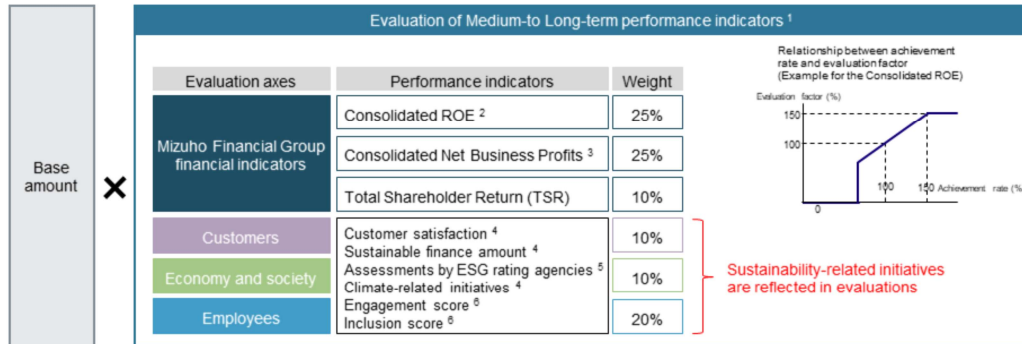 Evaluation of Medium-to Long-term performance indicators 1
Base
amount
×
Evaluation axes
Performance indicators
Weight
Mizuho Financial Group
financial indicators
Consolidated ROE 2
25%
Consolidated Net Business Profits 3
25%
Total Shareholder Return (TSR)
10%
Customers
Economy and society
Employees
Customer satisfaction 4
Sustainable finance amount 4
Assessments by ESG rating agencies 5
Climate-related initiatives 4
Engagement score 6
Inclusion score 6
10%
10%
20%
Sustainability-related initiatives
are reflected in evaluations
Relationship between achievement
rate and evaluation factor
(Example for the Consolidated ROE)
Evaluation factor (%)
150
100
0
100
150
Achievement rate (%